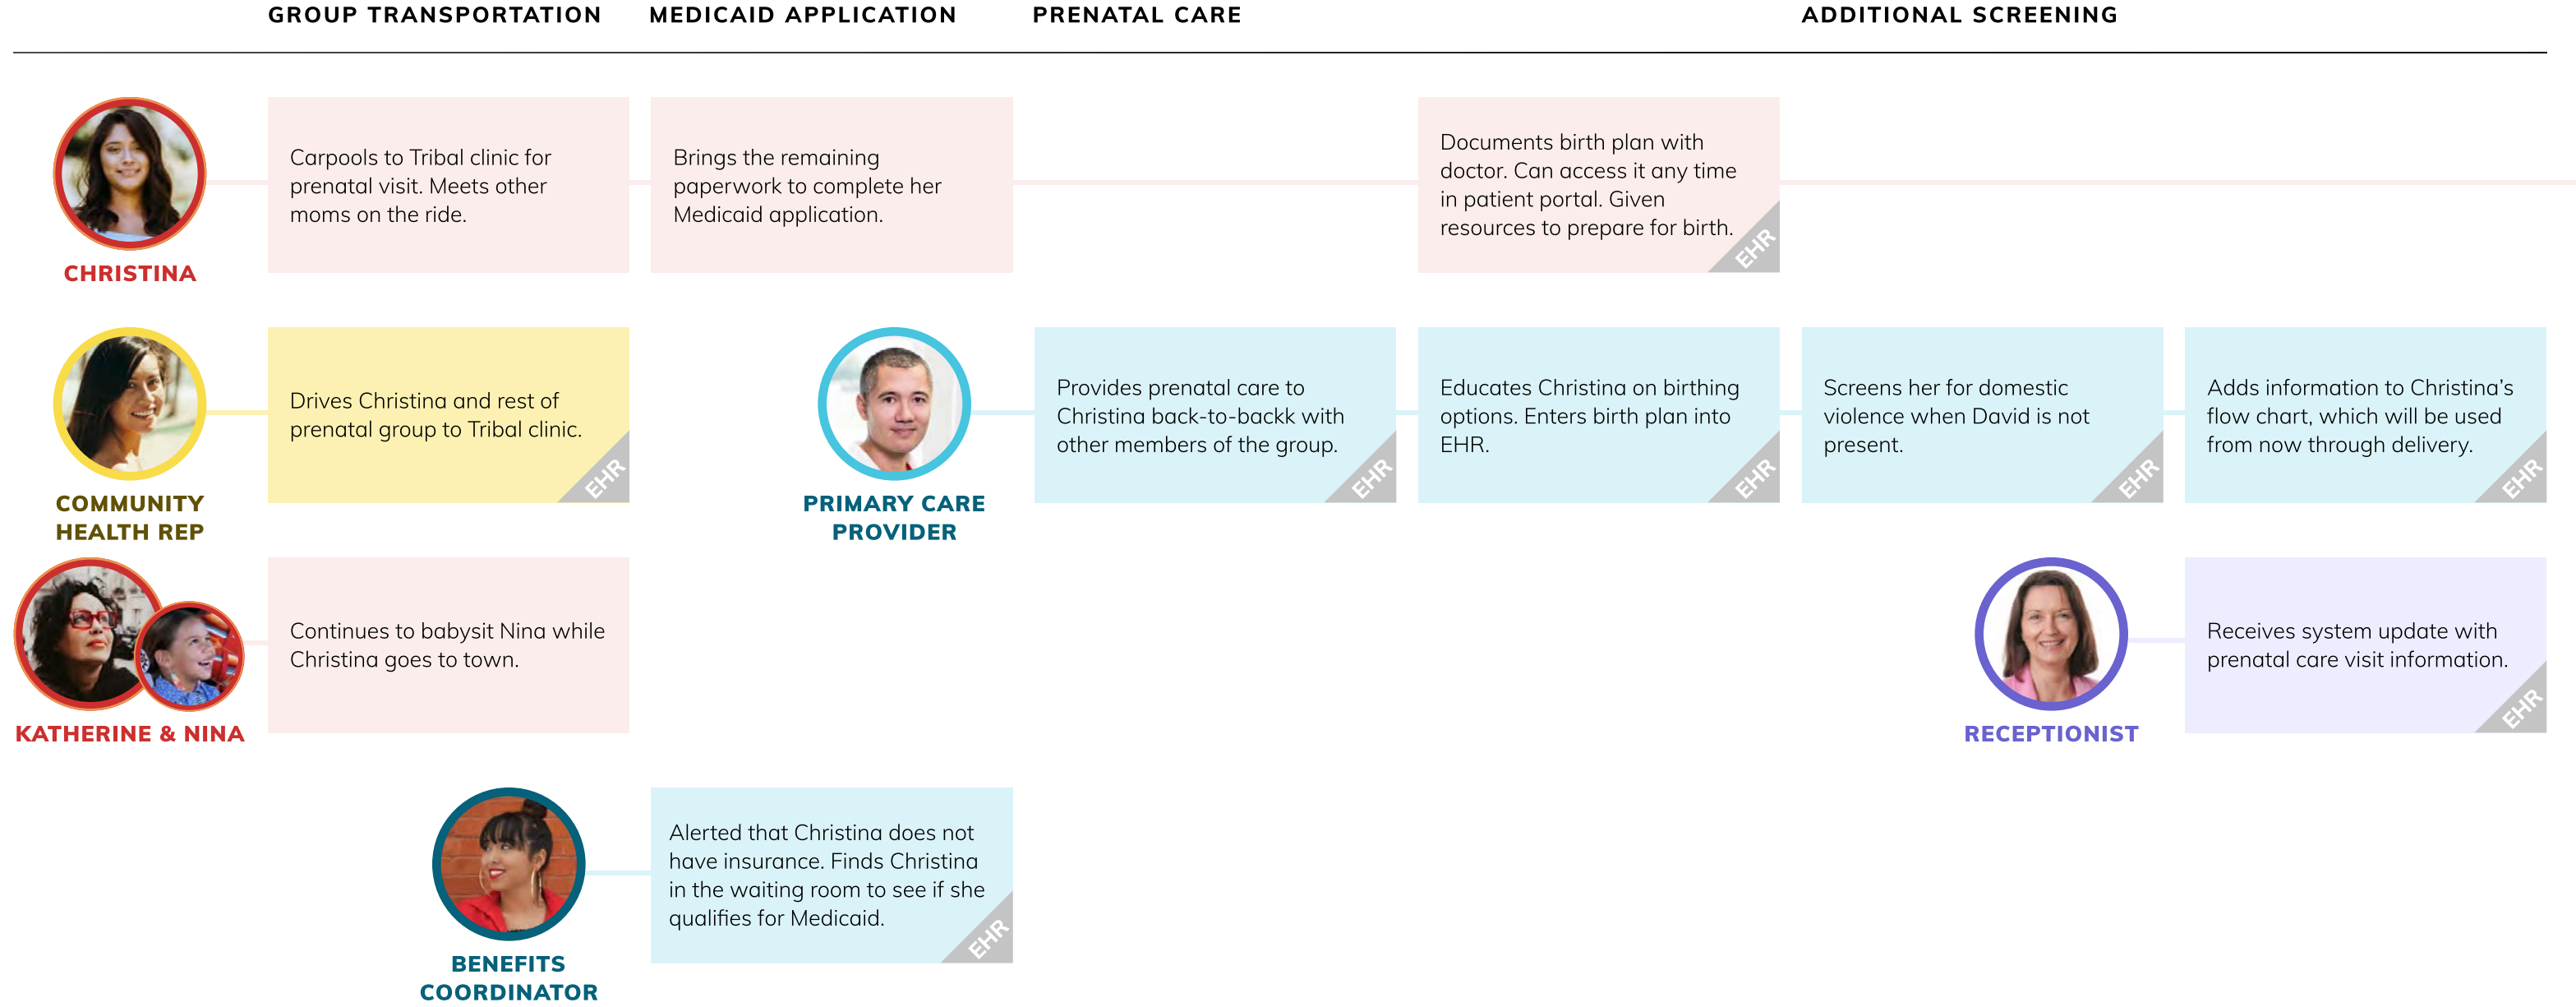 GROUP TRANSPORTATION
MEDICAID APPLICATION
PRENATAL CARE
ADDITIONAL SCREENING
CHRISTINA
Carpools to Tribal clinic for
prenatal visit. Meets other
moms on the ride.
Brings the remaining
paperwork to complete her
Medicaid application.
Documents birth plan with
doctor. Can access it any time
in patient portal. Given
resources to prepare for birth.
EHR
COMMUNITY
HEALTH REP
Drives Christina and rest of
prenatal group to Tribal clinic.
EHR
PRIMARY CARE
PROVIDER
Provides prenatal care to
Christina back-to-backk with
other members of the group.
EHR
Educates Christina on birthing
options. Enters birth plan into
EHR.
EHR
Screens her for domestic
violence when David is not
present.
EHR
Adds information to Christina's
flow chart, which will be used
from now through delivery.
EHR
KATHERINE & NINA
Continues to babysit Nina while
Christina goes to town.
RECEPTIONIST
Receives system update with
prenatal care visit information.
EHR
BENEFITS
COORDINATOR
Alerted that Christina does not
have insurance. Finds Christina
in the waiting room to see if she
qualifies for Medicaid.
EHR